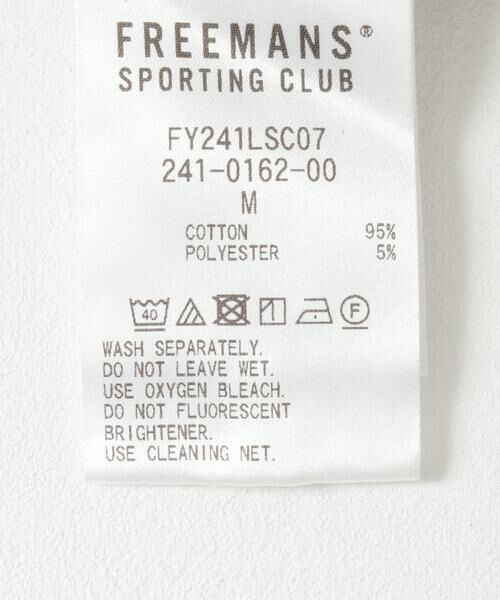 FREEMANS®
SPORTING CLUB
FY241LSC07
241-0162-00
M
COTTON 95%
POLYESTER 5%
40 F
WASH SEPARATELY.
DO NOT LEAVE WET.
USE OXYGEN BLEACH.
DO NOT FLUORESCENT
BRIGHTENER.
USE CLEANING NET.